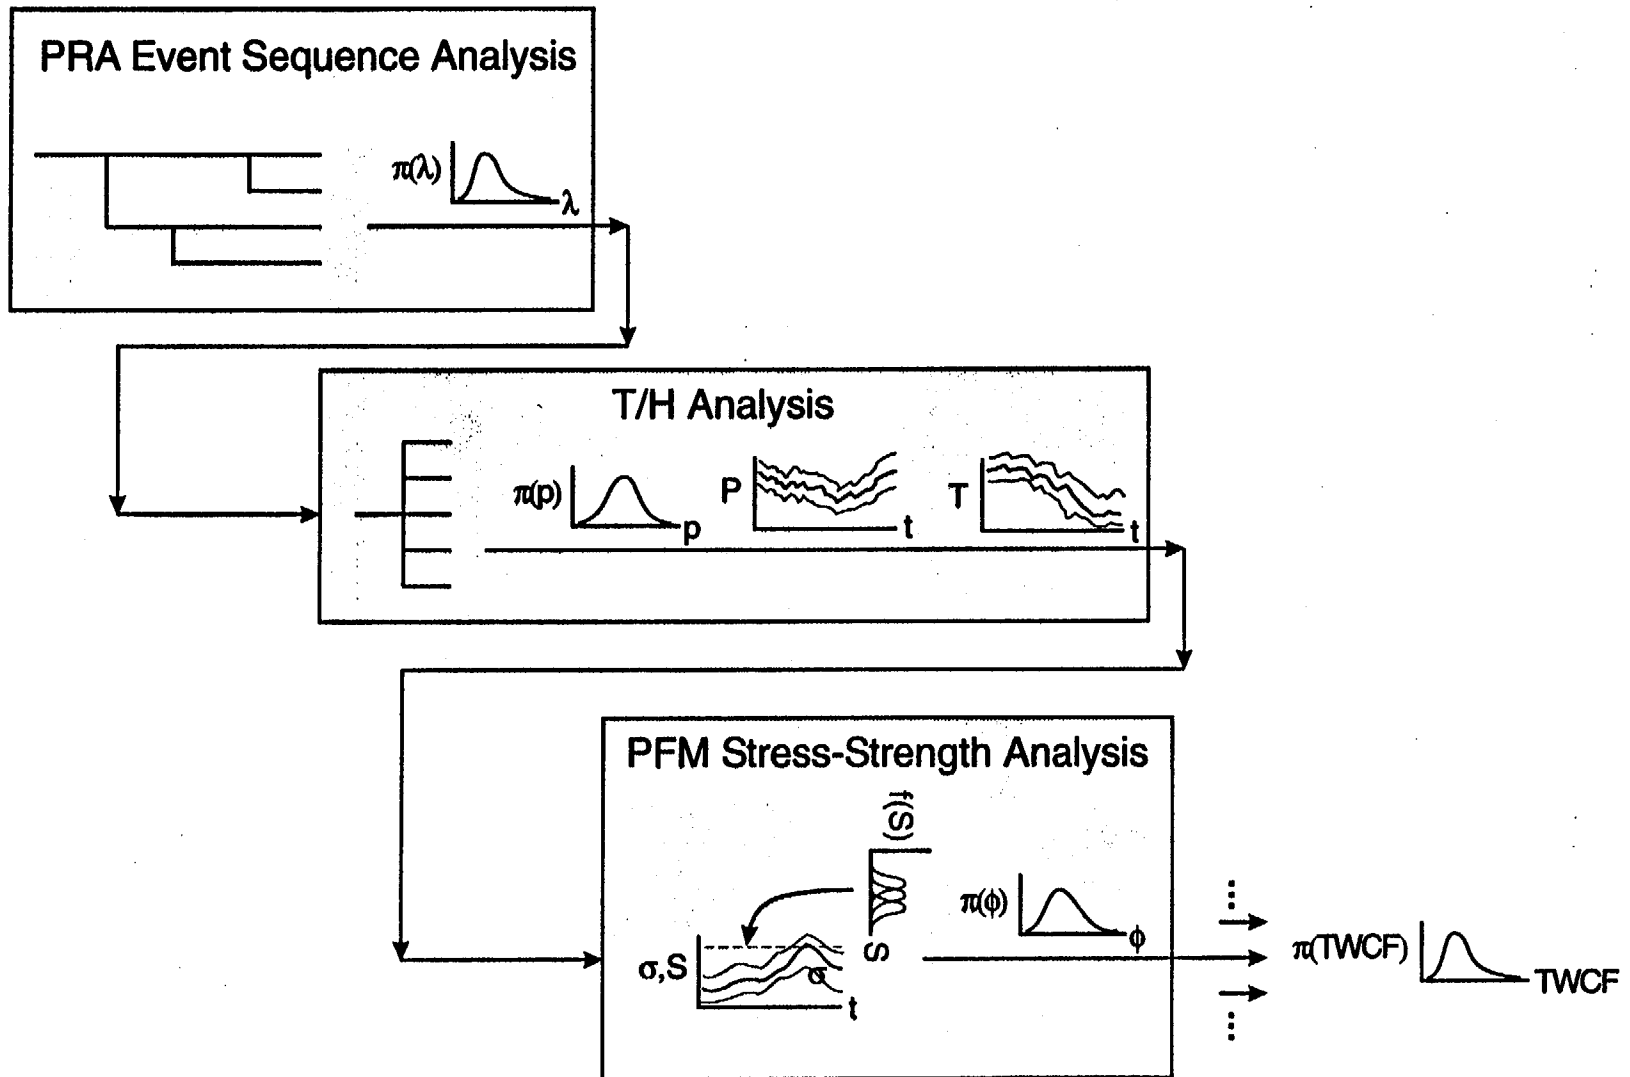 PRA Event Sequence Analysis
π(λ)
λ
T/H Analysis
π(p)
p
P
t
T
t
PFM Stress-Strength Analysis
f(S)
S
σ,S
σ
t
π(ϕ)
ϕ
π(TWCF)
TWCF